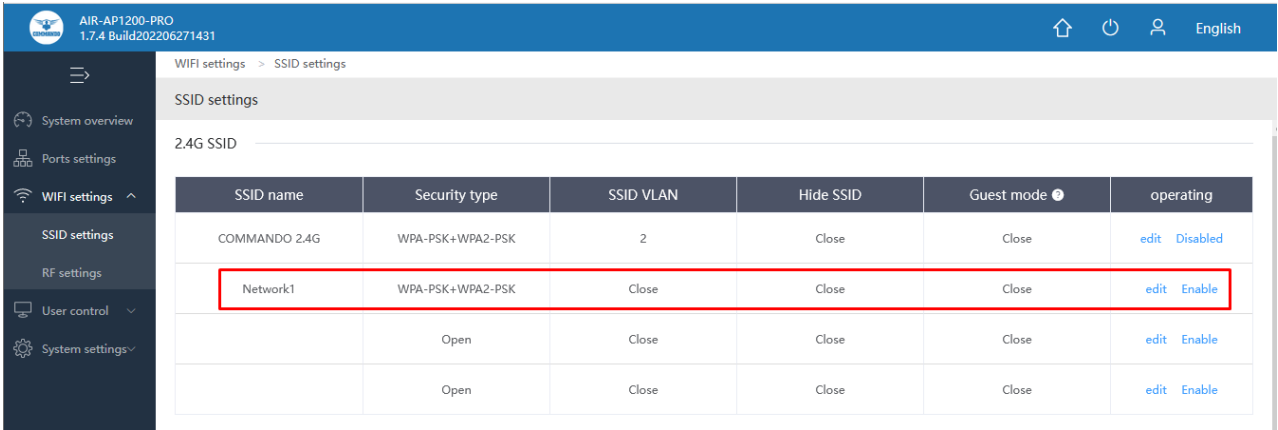 AIR-AP1200-PRO
1.7.4 Build202206271431
English
WIFI settings > SSID settings
SSID settings
System overview
Ports settings
WIFI settings
SSID settings
RF settings
User control
System settings
2.4G SSID
SSID name Security type SSID VLAN Hide SSID Guest mode ? operating
COMMANDO 2.4G WPA-PSK+WPA2-PSK 2 Close Close edit Disabled
Network1 WPA-PSK+WPA2-PSK Close Close Close edit Enable
Open Close Close Close edit Enable
Open Close Close Close edit Enable